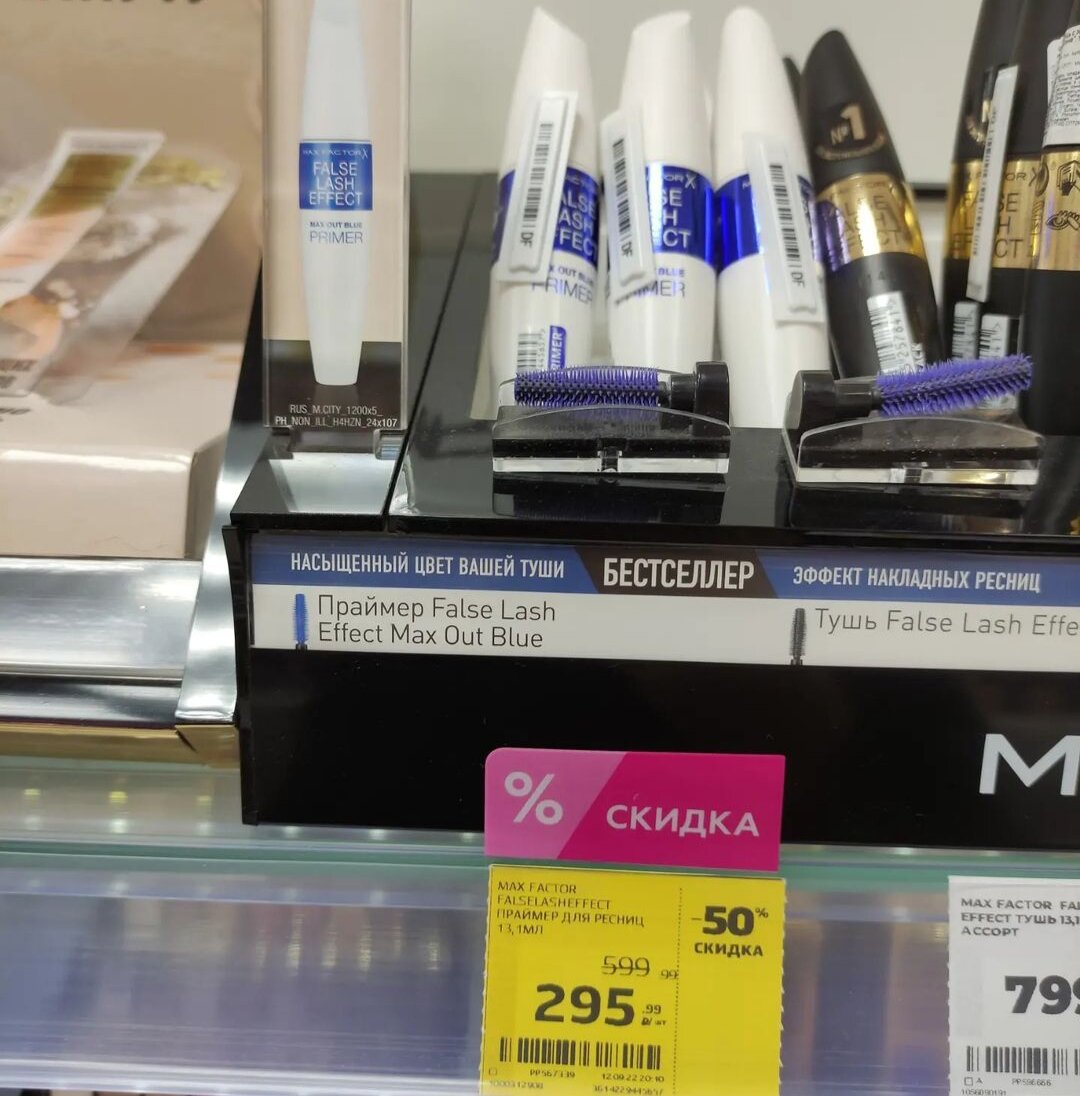 MAX FACTOR X
FALSE
LASH
EFFECT
MAX OUT BLUE
PRIMER
RUS_M.CITY_1200x5_
PH_NON_ILL_H4HZN_24x107
№1
НАСЫЩЕННЫЙ ЦВЕТ ВАШЕЙ ТУШИ
БЕСТСЕЛЛЕР
ЭФФЕКТ НАКЛАДНЫХ РЕСНИЦ
Праймер False Lash
Effect Max Out Blue
Тушь False Lash Effe
M
% СКИДКА
MAX FACTOR
FALSELASHEFFECT
ПРАЙМЕР ДЛЯ РЕСНИЦ
13,1МЛ
-50%
СКИДКА
599 99
295.99
₽/шт
PP567339 12.09.22 20:10
MAX FACTOR FAL
EFFECT ТУШЬ 13,1
АССОРТ
799
PP596666